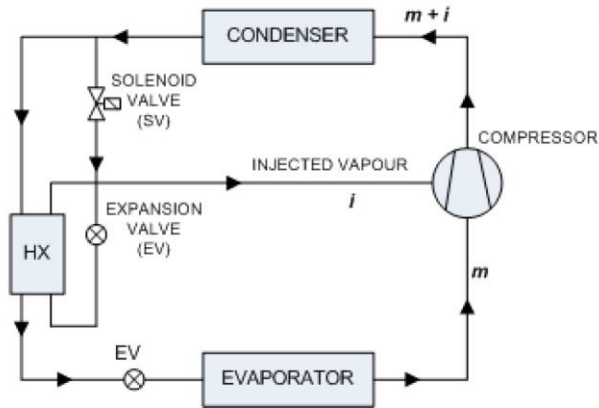 m + i
CONDENSER
SOLENOID
VALVE
(SV)
COMPRESSOR
INJECTED VAPOUR
i
EXPANSION
VALVE
(EV)
HX
m
EV
EVAPORATOR